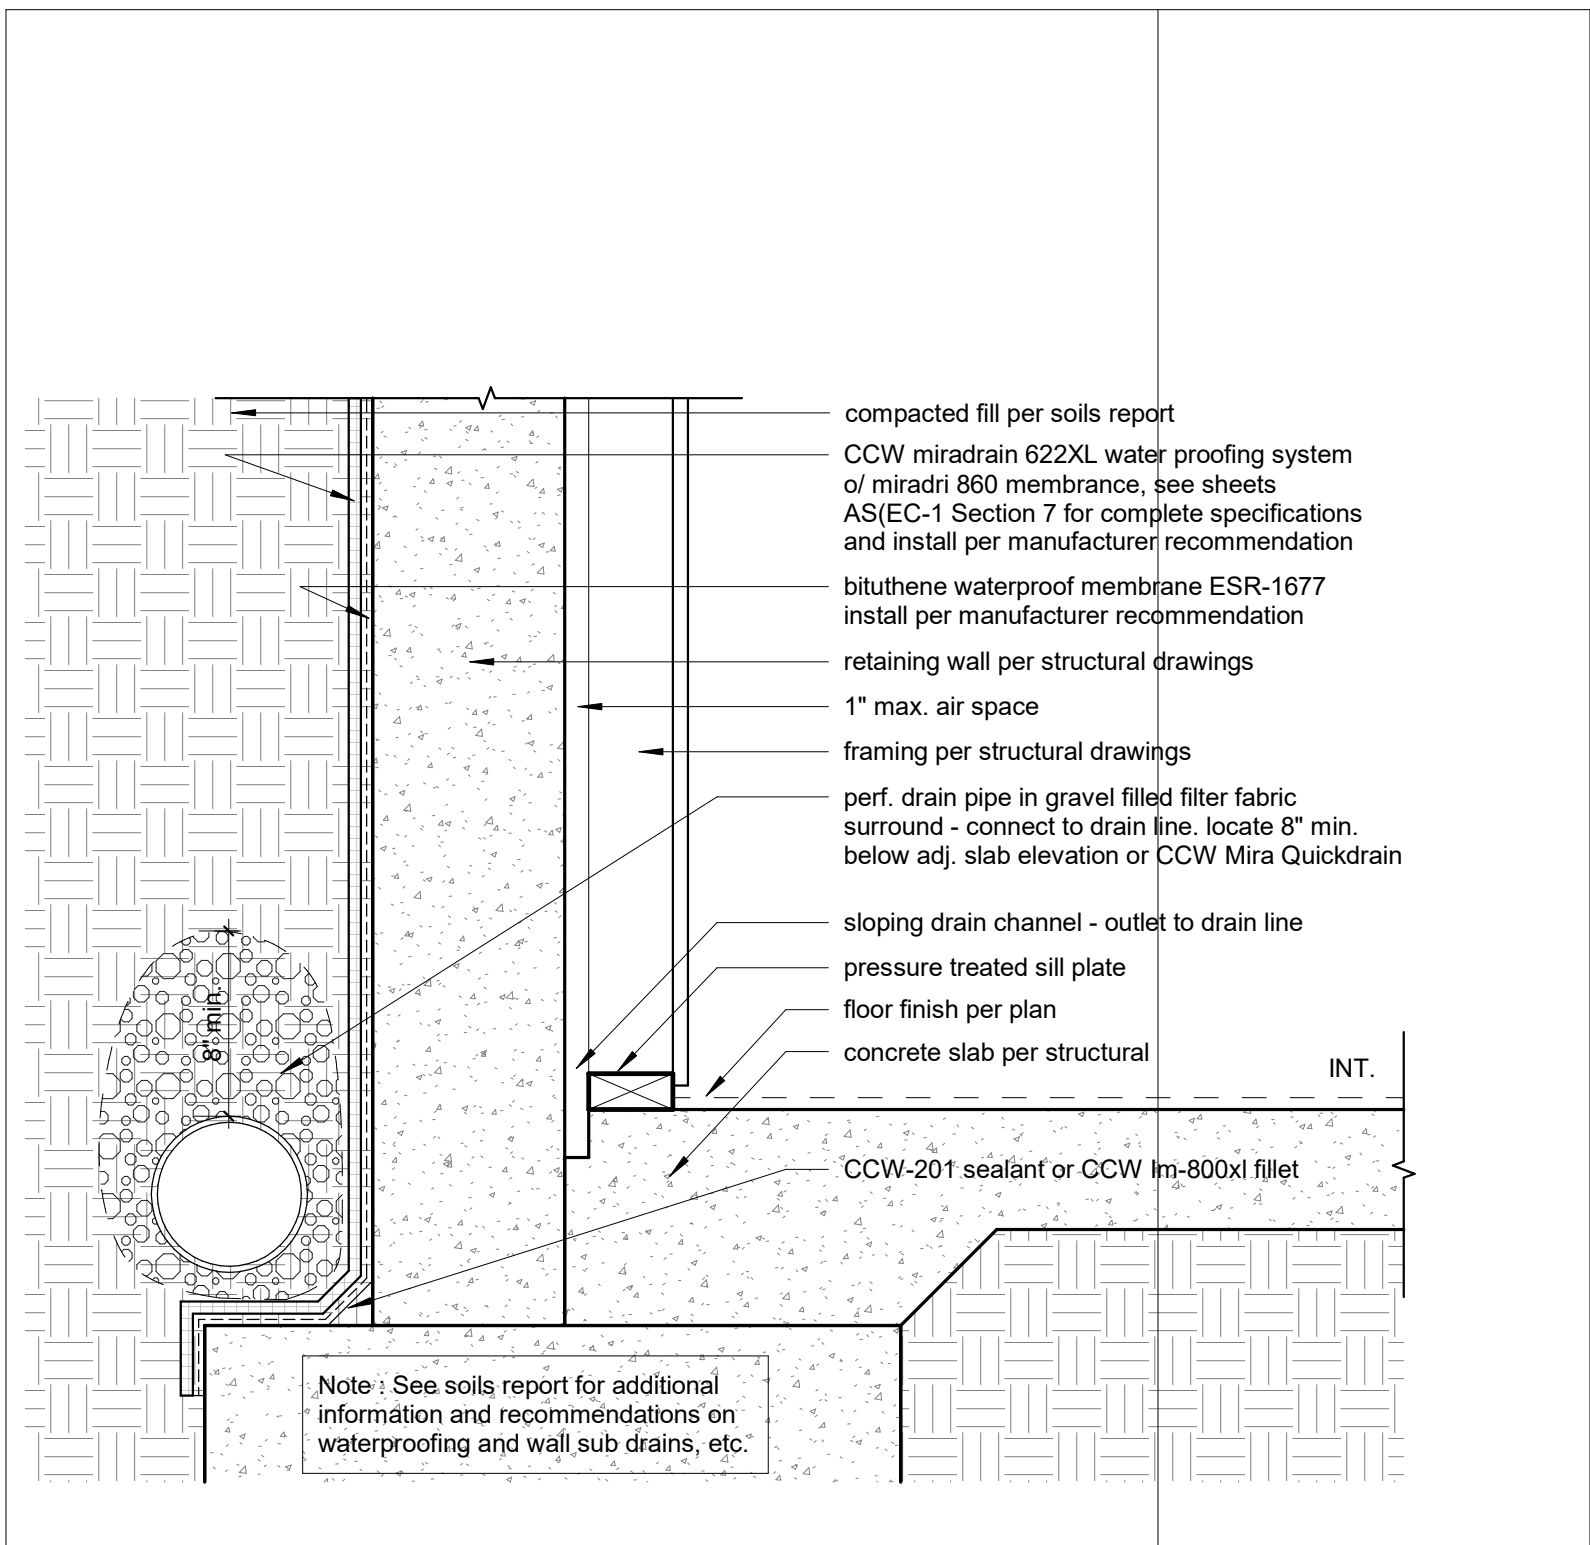 compacted fill per soils report
CCW miradrain 622XL water proofing system
o/ miradri 860 membrance, see sheets
AS(EC-1 Section 7 for complete specifications
and install per manufacturer recommendation
bituthene waterproof membrane ESR-1677
install per manufacturer recommendation
retaining wall per structural drawings
1" max. air space
framing per structural drawings
perf. drain pipe in gravel filled filter fabric
surround - connect to drain line. locate 8" min.
below adj. slab elevation or CCW Mira Quickdrain
sloping drain channel - outlet to drain line
pressure treated sill plate
floor finish per plan
concrete slab per structural
INT.
8" min.
CCW-201 sealant or CCW lm-800xl fillet
Note : See soils report for additional
information and recommendations on
waterproofing and wall sub drains, etc.